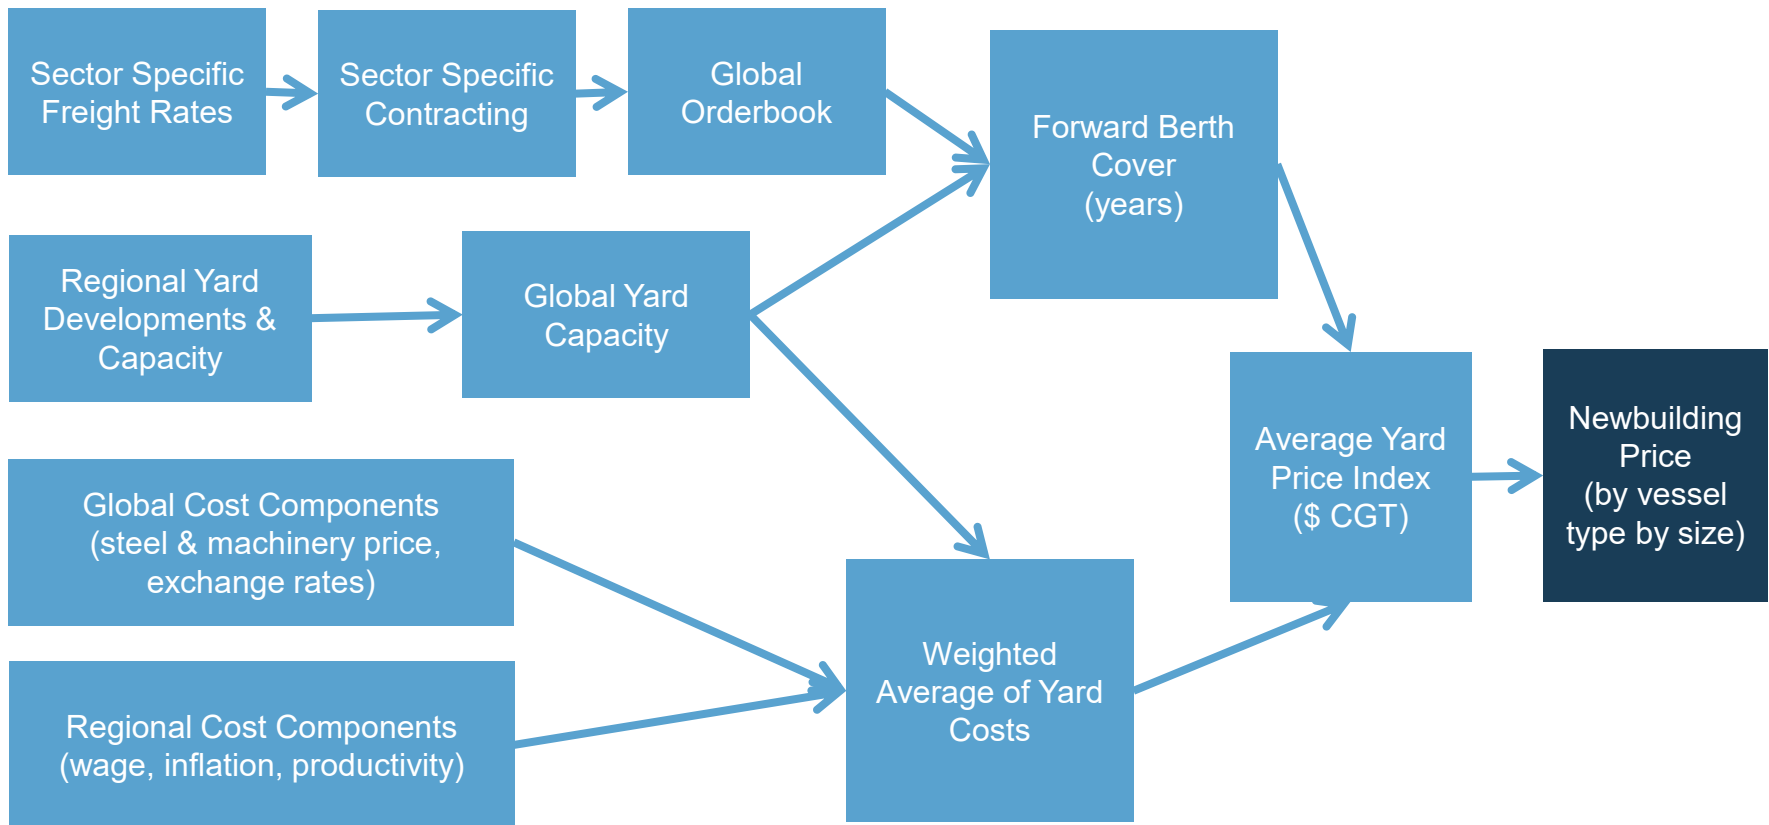 Sector Specific
Freight Rates
Sector Specific
Contracting
Global
Orderbook
Forward Berth
Cover
(years)
Regional Yard
Developments &
Capacity
Global Yard
Capacity
Average Yard
Price Index
($ CGT)
Newbuilding
Price
(by vessel
type by size)
Global Cost Components
(steel & machinery price,
exchange rates)
Weighted
Average of Yard
Costs
Regional Cost Components
(wage, inflation, productivity)